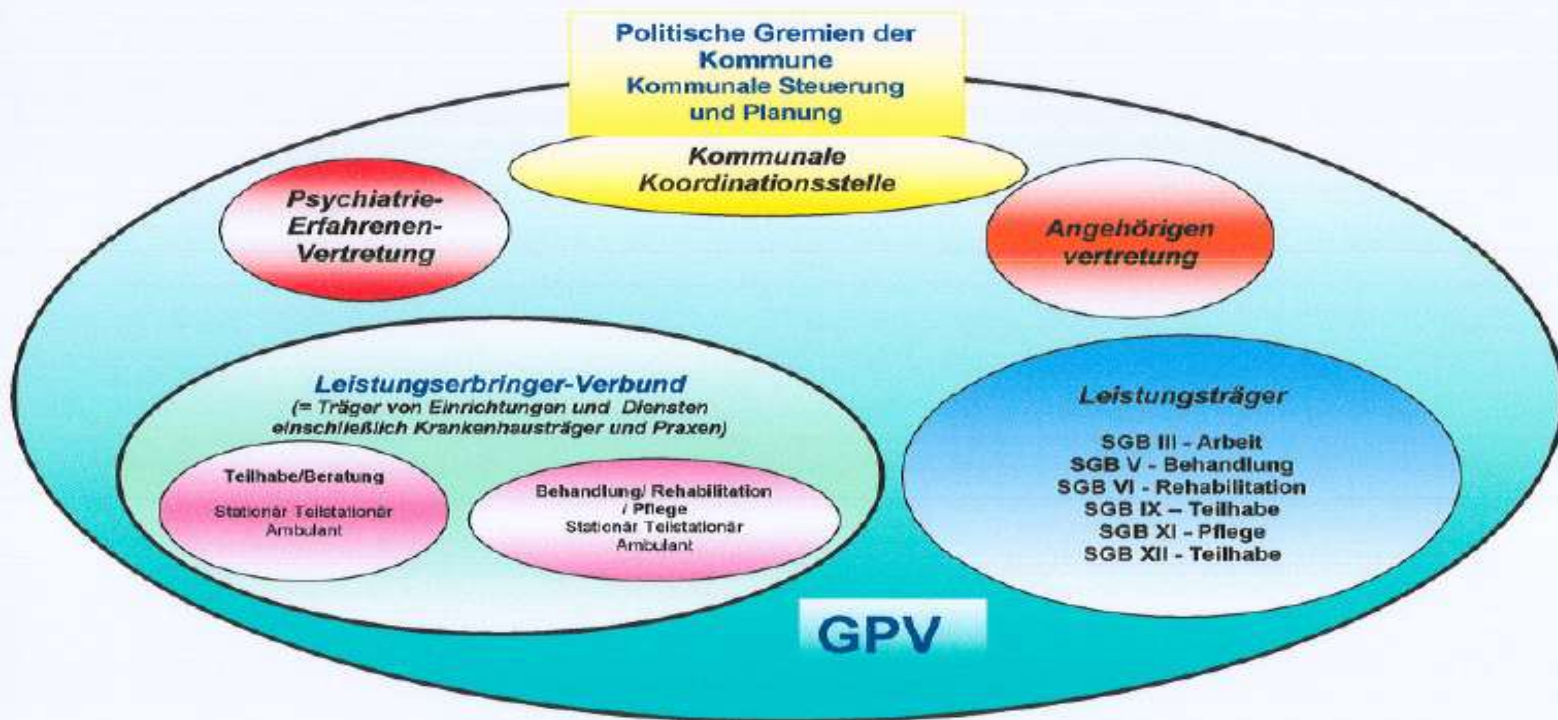 Politische Gremien der
Kommune
Kommunale Steuerung
und Planung
Kommunale
Koordinationsstelle
Psychiatrie-
Erfahrenen-
Vertretung
Angehörigen
vertretung
Leistungserbringer-Verbund
(= Träger von Einrichtungen und Diensten
einschließlich Krankenhausträger und Praxen)
Teilhabe/Beratung
Stationär Teilstationär
Ambulant
Behandlung/ Rehabilitation
/ Pflege
Stationär Teilstationär
Ambulant
Leistungsträger
SGB III - Arbeit
SGB V - Behandlung
SGB VI - Rehabilitation
SGB IX – Teilhabe
SGB XI - Pflege
SGB XII - Teilhabe
GPV